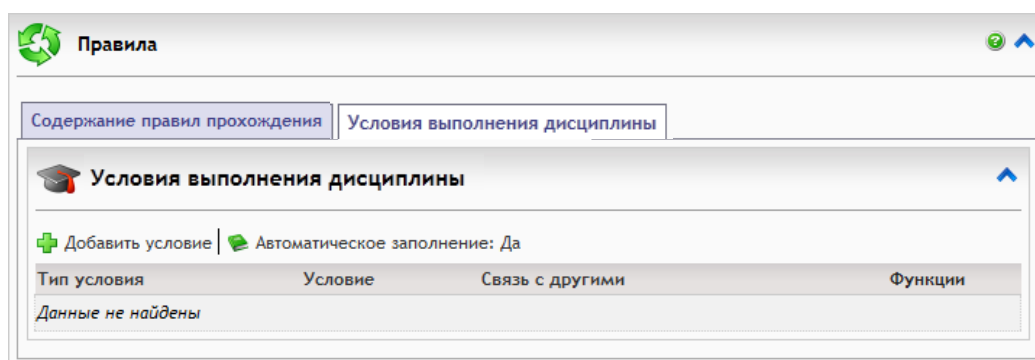 Правила
Содержание правил прохождения Условия выполнения дисциплины
Условия выполнения дисциплины
Добавить условие Автоматическое заполнение: Да
Тип условия Условие Связь с другими Функции
Данные не найдены